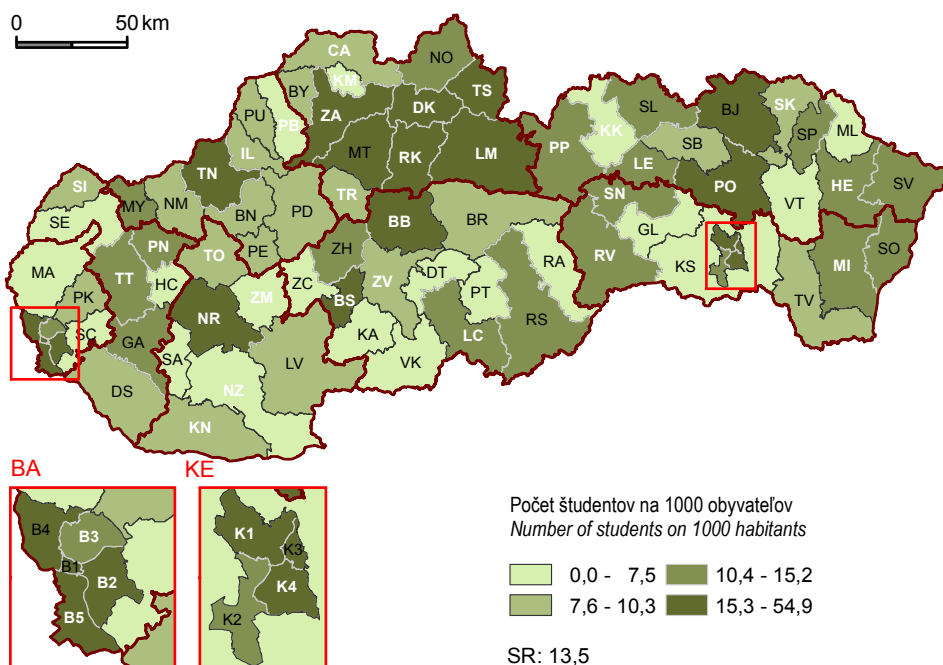 0 50 km
CA NO
KM TS
BY DK
PU PB ZA BJ SK
SL SP ML
IL MT RK LM PP KK SB
TN LE PO HE SV
SI TR SN VT
MY NM BN PD BB BR
SE PE ZH GL SO
PN TO RV KS MI
MA TT HC ZC ZV DT RA
PK ZM BS PT TV
NR
SC GA SA KA LC RS
LV VK
DS NZ
KN
BA KE
B4 B3 K1 K3
B1 B2 K4
B5 K2
Počet študentov na 1000 obyvateľov
Number of students on 1000 habitants
0,0 - 7,5 10,4 - 15,2
7,6 - 10,3 15,3 - 54,9
SR: 13,5